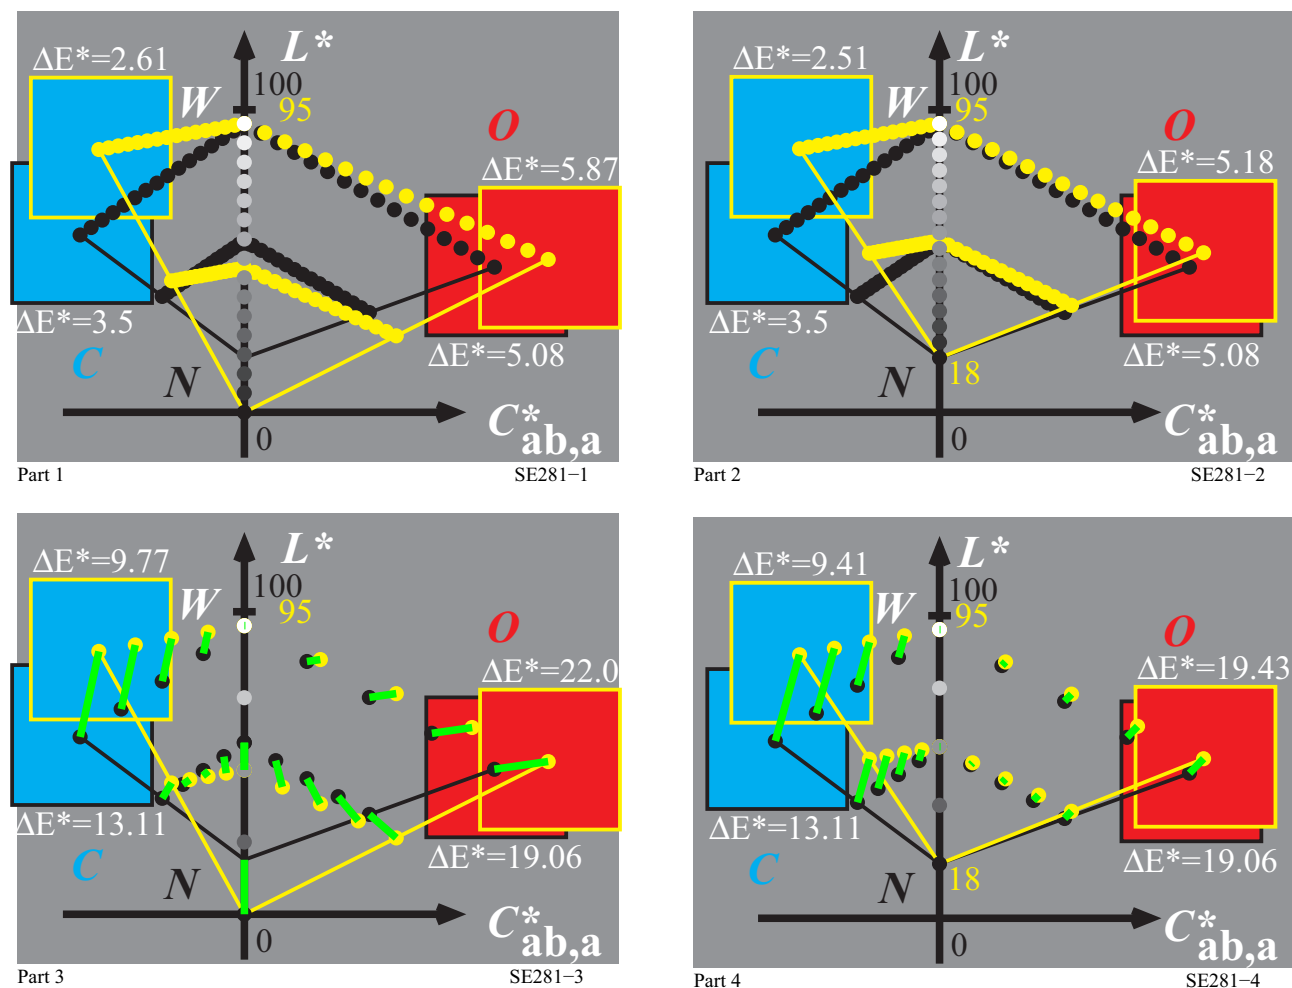 L*
ΔE*=2.61
100
W
95
O
ΔE*=5.87
ΔE*=3.5
ΔE*=5.08
C
N
C*
ab,a
0
Part 1
SE281−1
L*
ΔE*=2.51
100
W
95
O
ΔE*=5.18
ΔE*=3.5
ΔE*=5.08
C
N
18
C*
ab,a
0
Part 2
SE281−2
L*
ΔE*=9.77
100
W
95
O
ΔE*=22.0
ΔE*=13.11
ΔE*=19.06
C
N
C*
ab,a
0
Part 3
SE281−3
L*
ΔE*=9.41
100
W
95
O
ΔE*=19.43
ΔE*=13.11
ΔE*=19.06
C
N
18
C*
ab,a
0
Part 4
SE281−4